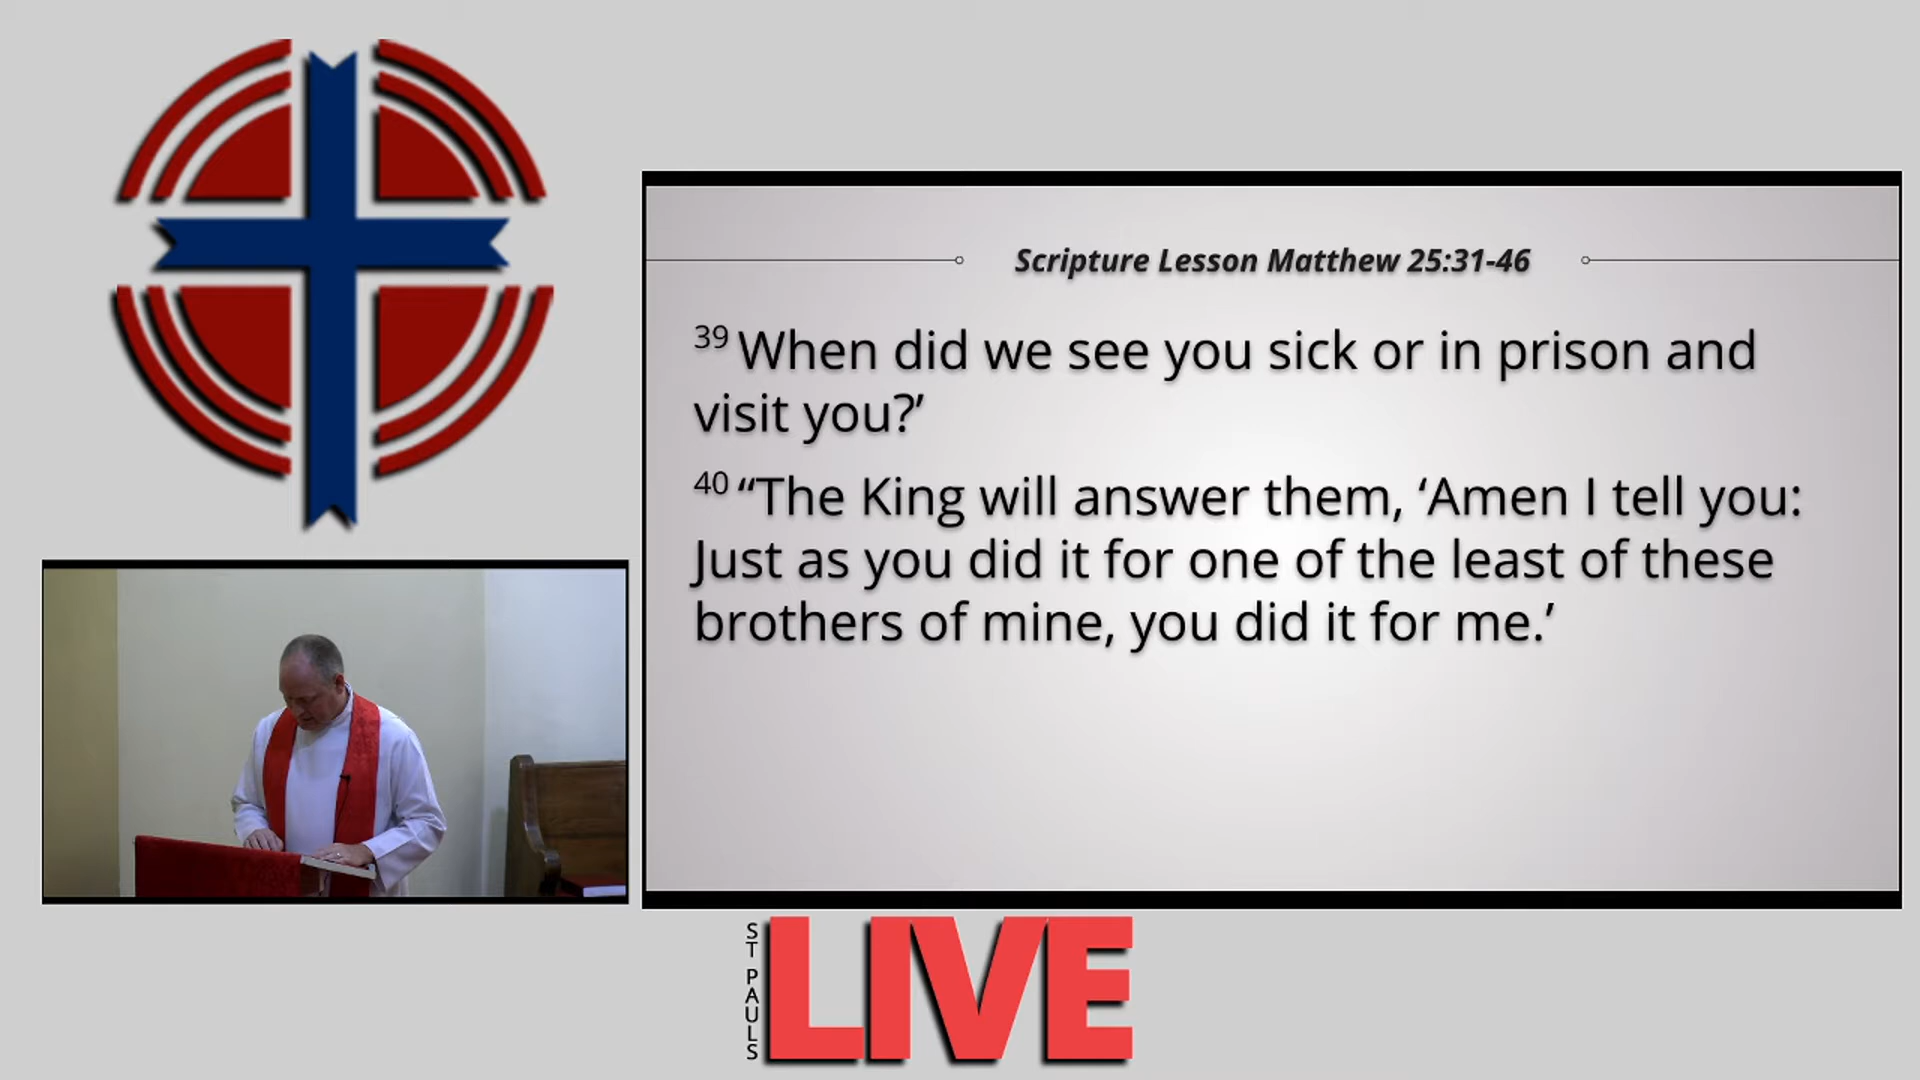 Scripture Lesson Matthew 25:31-46
39 When did we see you sick or in prison and
visit you?’
40 “The King will answer them, ‘Amen I tell you:
Just as you did it for one of the least of these
brothers of mine, you did it for me.’
ST PAULS
LIVE